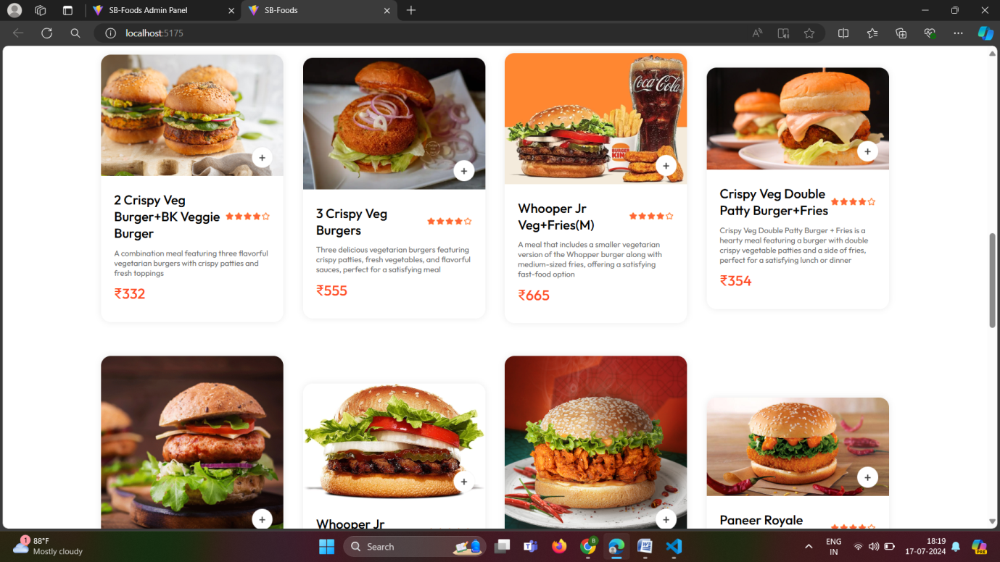 SB-Foods Admin Panel
SB-Foods
localhost:5175
Coca-Cola
BURGER
KING
2 Crispy Veg
Burger+BK Veggie
Burger
A combination meal featuring three flavorful
vegetarian burgers with crispy patties and
fresh toppings
₹332
3 Crispy Veg
Burgers
Three delicious vegetarian burgers featuring
crispy patties, fresh vegetables, and flavorful
sauces, perfect for a satisfying meal
₹555
Whooper Jr
Veg+Fries(M)
A meal that includes a smaller vegetarian
version of the Whopper burger along with
medium-sized fries, offering a satisfying
fast-food option
₹665
Crispy Veg Double
Patty Burger+Fries
Crispy Veg Double Patty Burger + Fries is a
hearty meal featuring a burger with double
crispy vegetable patties and a side of fries,
perfect for a satisfying lunch or dinner
₹354
Whooper Jr
Paneer Royale
1
88°F
Mostly cloudy
Search
B
ENG
IN
18:19
17-07-2024
PRE